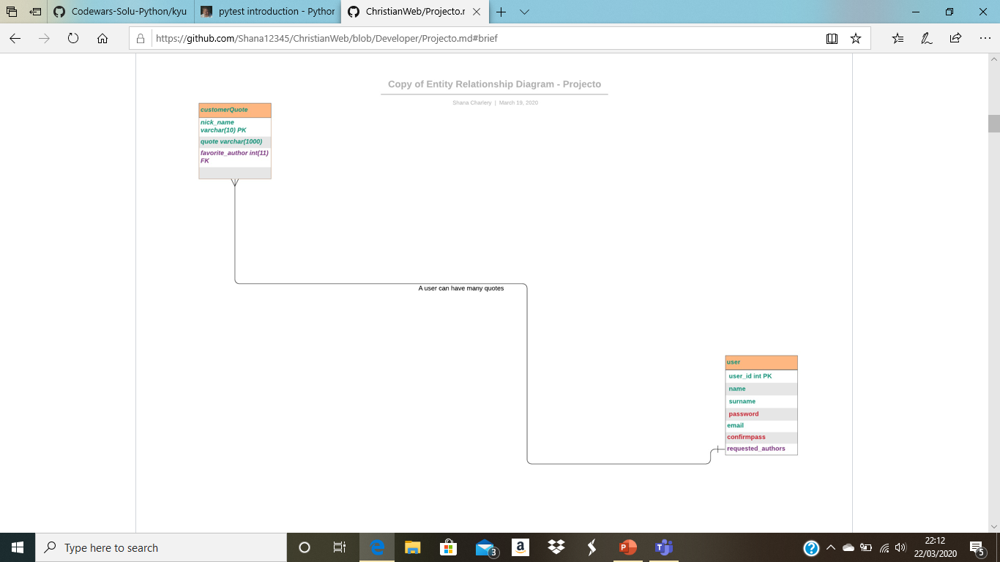 Codewars-Solu-Python/kyu
pytest introduction - Python
ChristianWeb/Projecto.r
https://github.com/Shana12345/ChristianWeb/blob/Developer/Projecto.md#brief
Copy of Entity Relationship Diagram - Projecto
Shana Charlery | March 19, 2020
customerQuote
nick_name
varchar(10) PK
quote varchar(1000)
favorite_author int(11)
FK
A user can have many quotes
user
user_id int PK
name
surname
password
email
confirmpass
requested_authors
Type here to search
3
22:12
22/03/2020
5